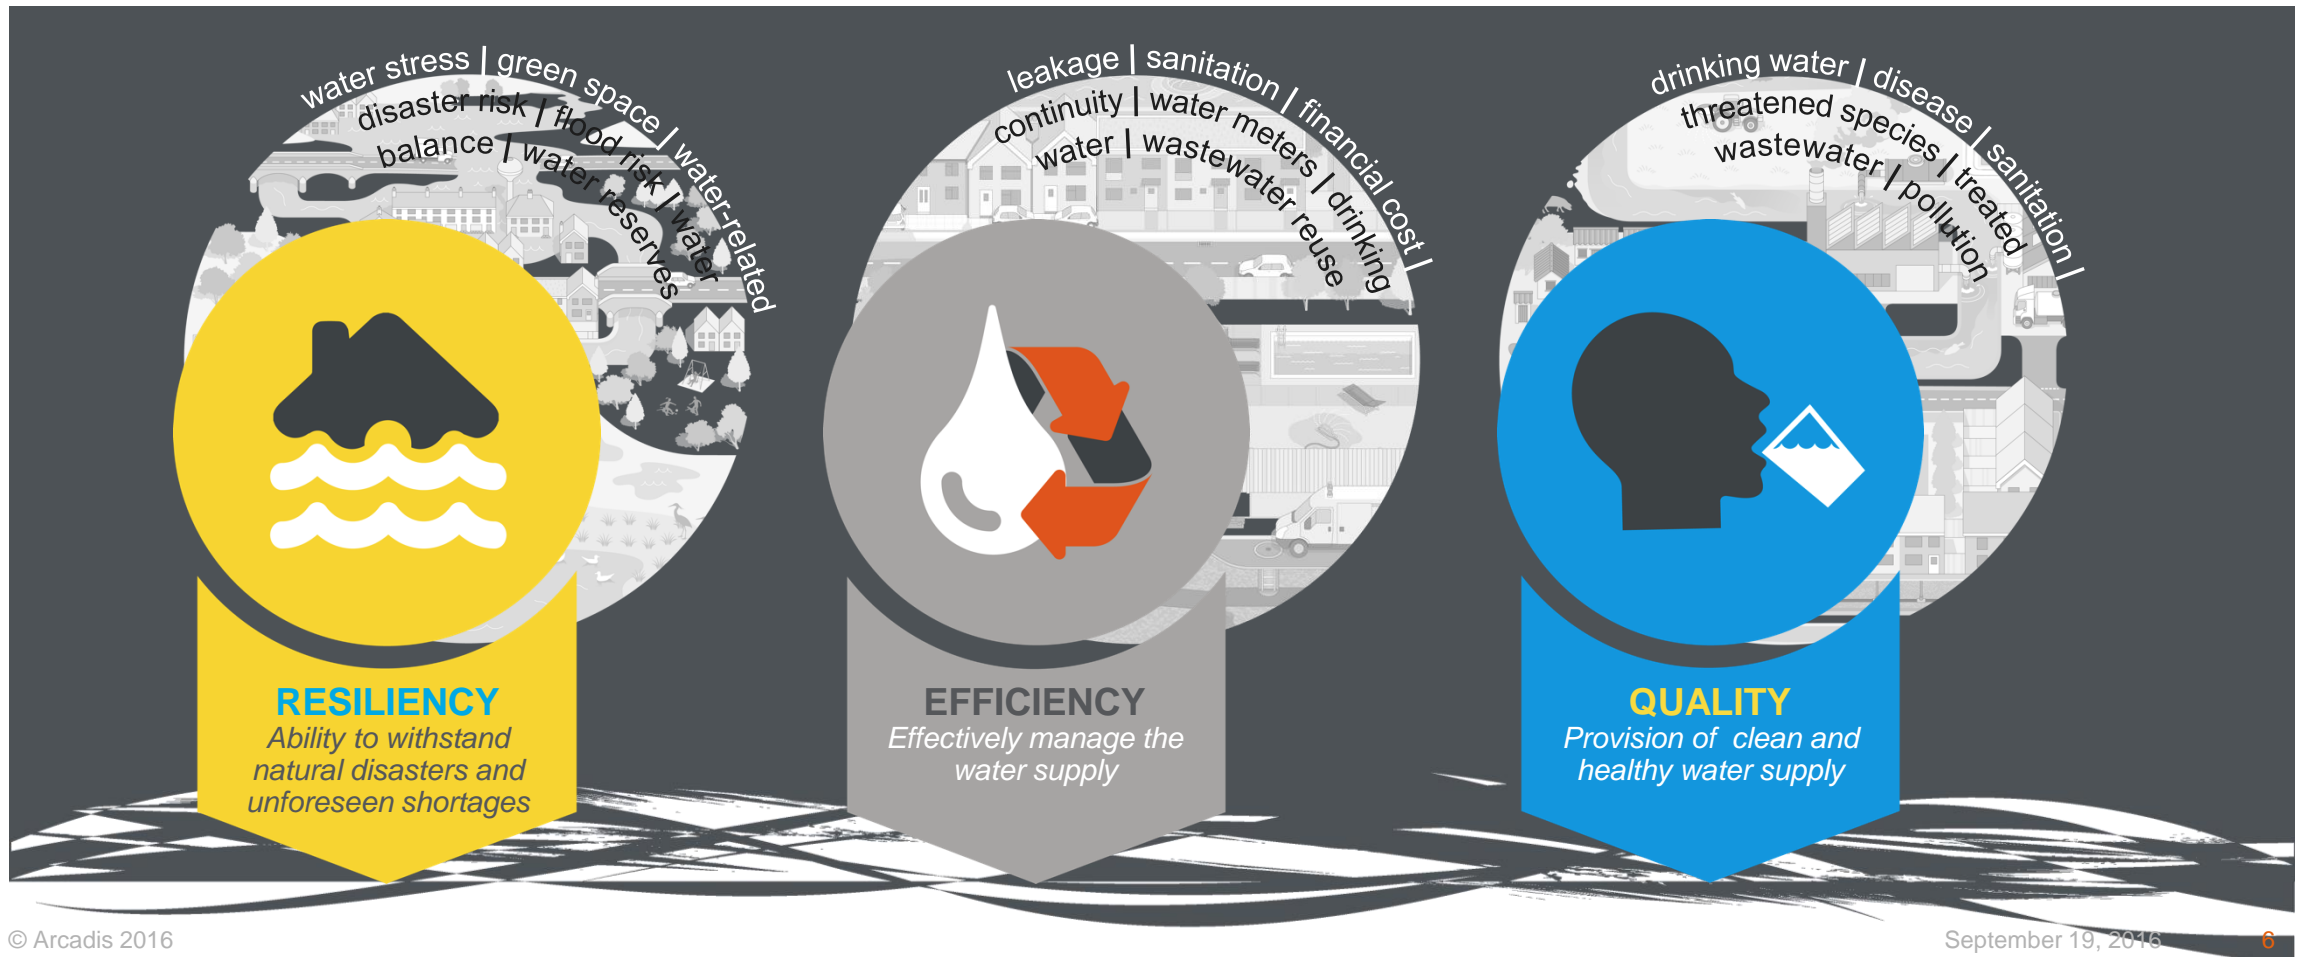 water stress | green space | water-related
disaster risk | flood risk | water
balance | water reserves
RESILIENCY
Ability to withstand
natural disasters and
unforeseen shortages
leakage | sanitation | financial cost |
continuity | water meters | drinking
water | wastewater reuse
EFFICIENCY
Effectively manage the
water supply
drinking water | disease | sanitation |
threatened species | treated
wastewater | pollution
QUALITY
Provision of  clean and
healthy water supply
© Arcadis 2016
September 19, 2016
6